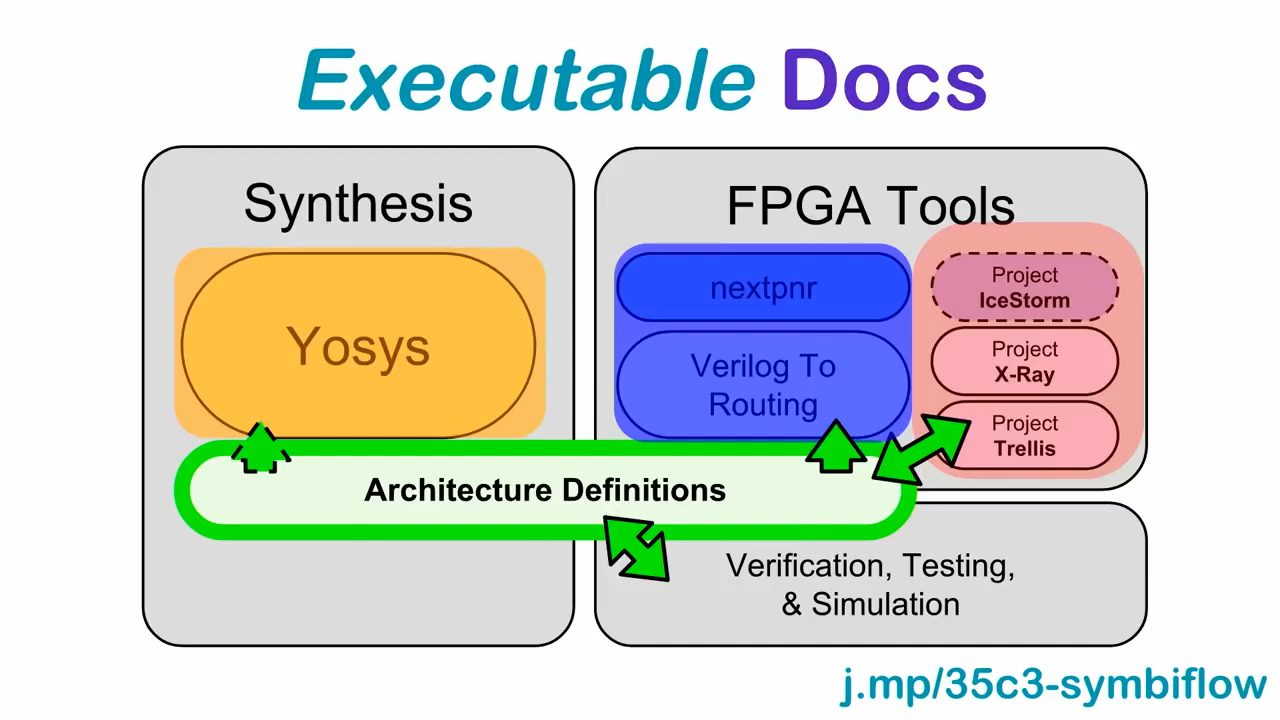 Executable Docs
Synthesis
Yosys
FPGA Tools
nextpnr
Verilog To
Routing
Project
IceStorm
Project
X-Ray
Project
Trellis
Architecture Definitions
Verification, Testing,
& Simulation
j.mp/35c3-symbiflow